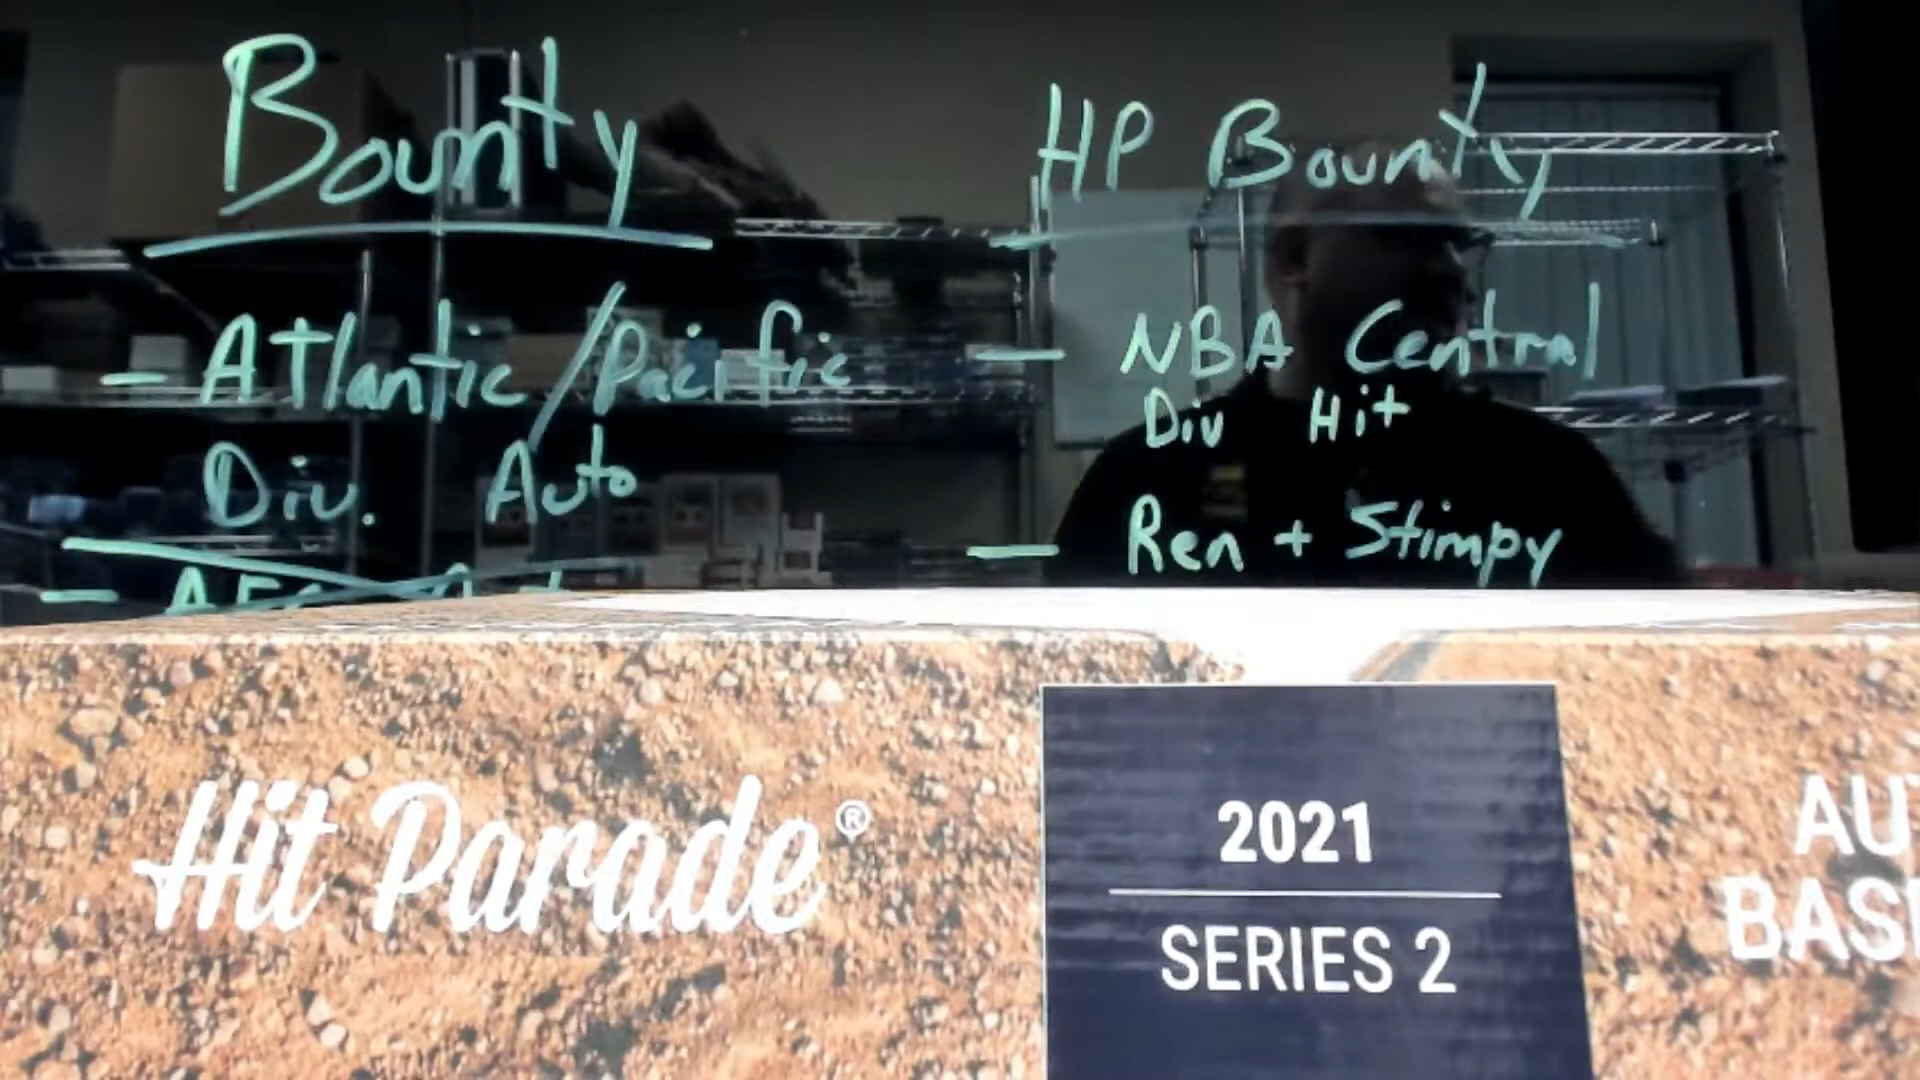 Bounty
- Atlantic/Pacific
Div. Auto
HP Bounty
- NBA Central
Div Hit
- Ren + Stimpy
Hit Parade®
2021
SERIES 2